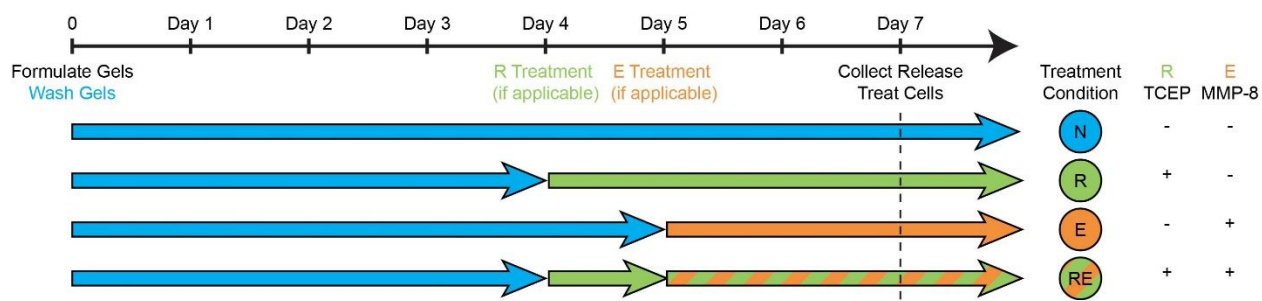 0 Day 1 Day 2 Day 3 Day 4 Day 5 Day 6 Day 7
Formulate Gels R Treatment E Treatment Collect Release Treatment R E
Wash Gels (if applicable) (if applicable) Treat Cells Condition TCEP MMP-8
N - -
R + -
E - +
RE + +